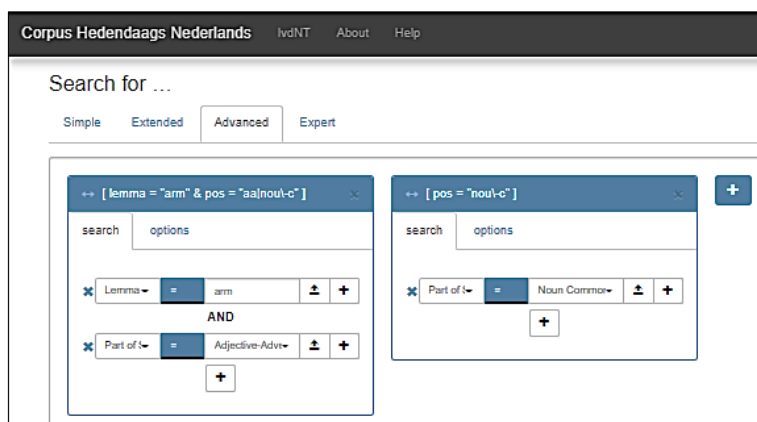 Corpus Hedendaags Nederlands IvdNT About Help
Search for ...
Simple Extended Advanced Expert
↔ [ lemma = "arm" & pos = "aa|nou\-c" ] ×
search options
× Lemma = arm +
AND
× Part of S = Adjective-Adve +
+
↔ [ pos = "nou\-c" ] ×
search options
× Part of S = Noun Common +
+
+